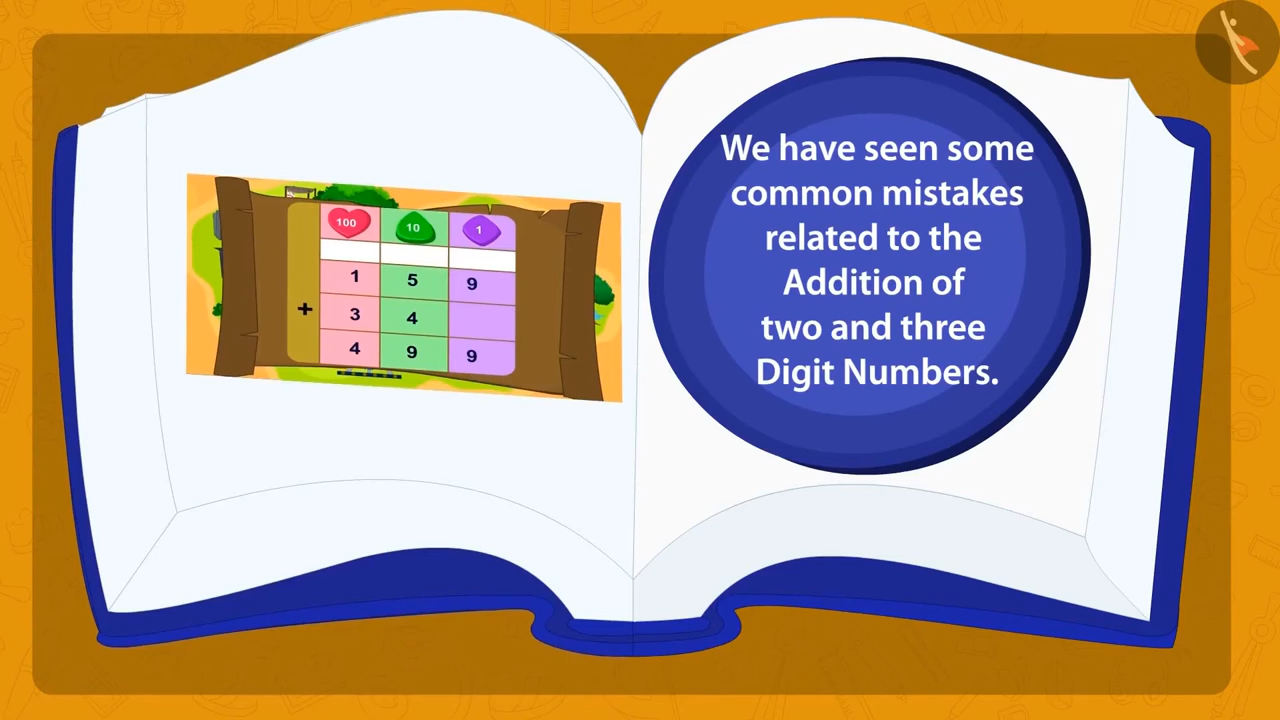 100 10 1
1 5 9
+ 3 4
4 9 9
We have seen some
common mistakes
related to the
Addition of
two and three
Digit Numbers.